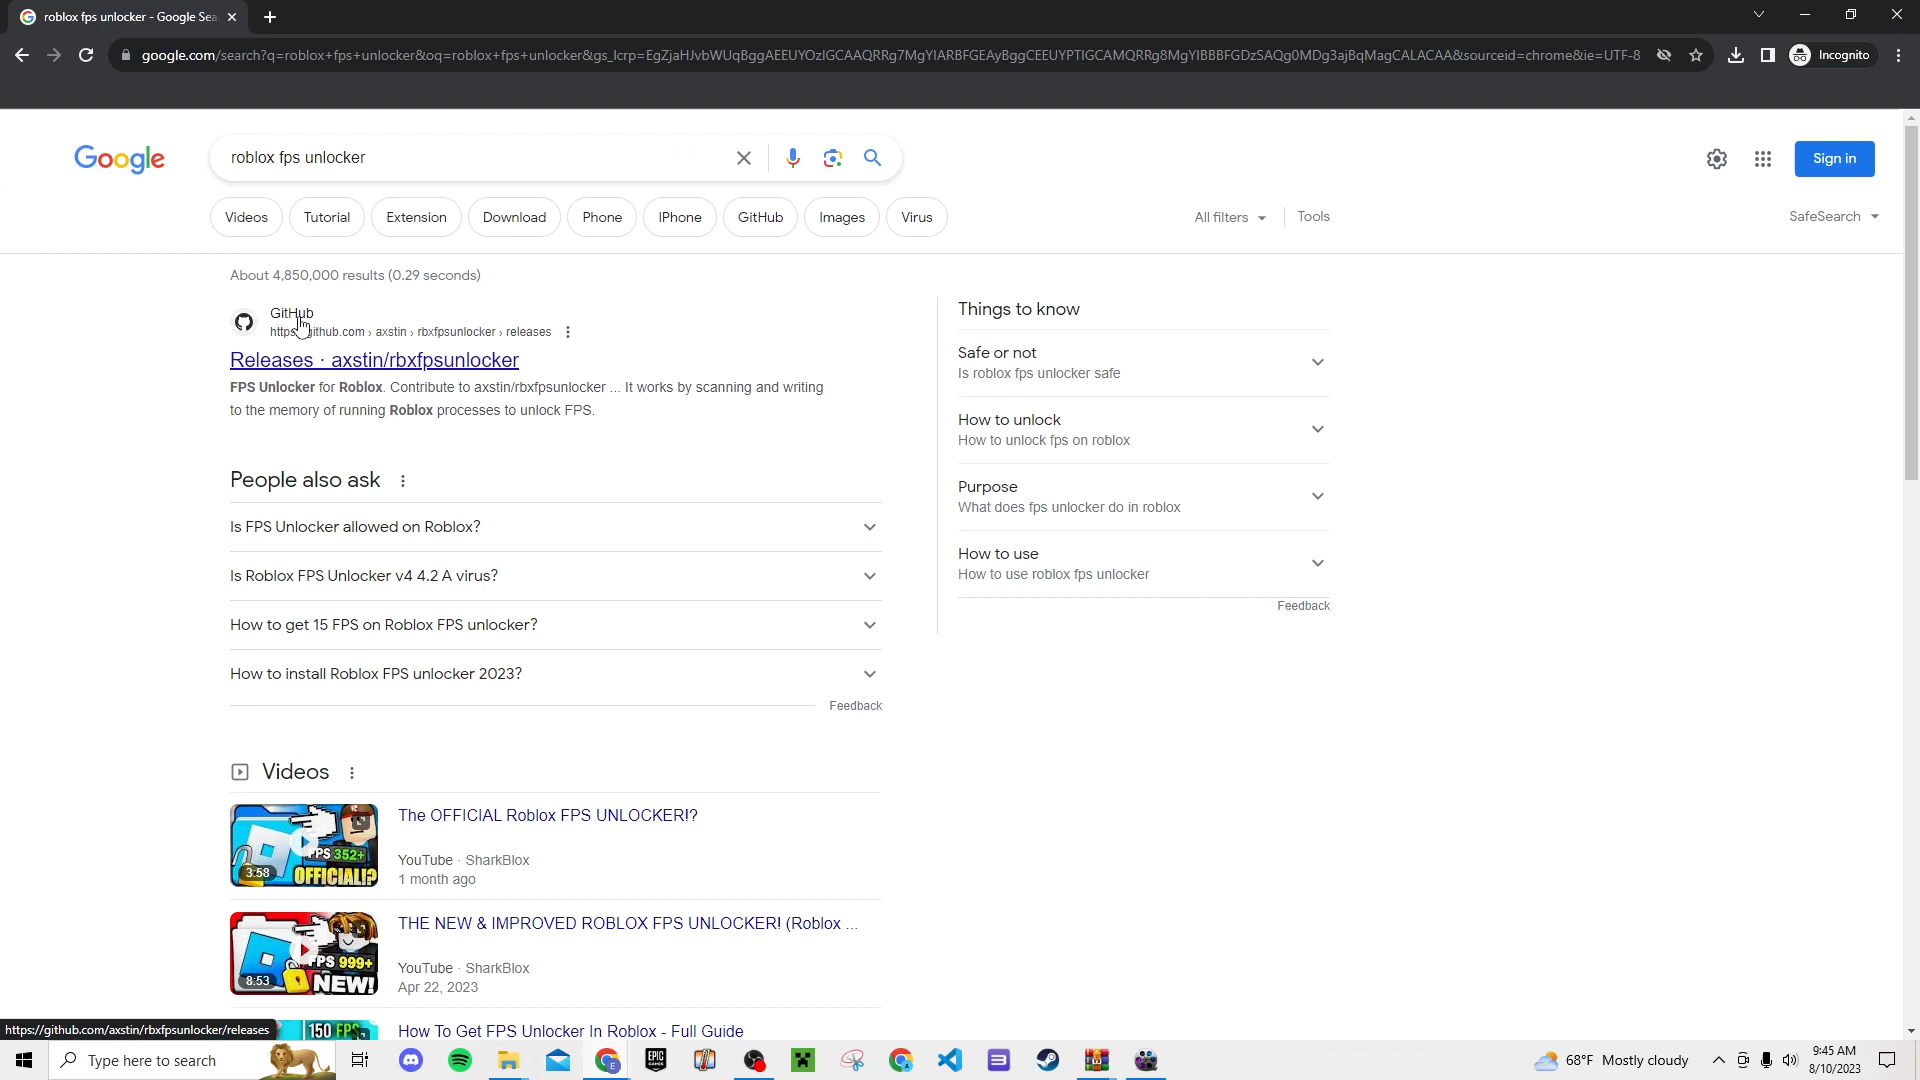 roblox fps unlocker - Google Sea
google.com/search?q=roblox+fps+unlocker&oq=roblox+fps+unlocker&gs_lcrp=EgZjaHJvbWUqBggAEEUYOzIGCAAQRRg7MgYIARBFGEAyBggCEEUYPTIGCAMQRRg8MgYIBBBFGDzSAQg0MDg3ajBqMagCALACAA&sourceid=chrome&ie=UTF-8
Incognito
Google
roblox fps unlocker
Sign in
Videos
Tutorial
Extension
Download
Phone
IPhone
GitHub
Images
Virus
All filters
Tools
SafeSearch
About 4,850,000 results (0.29 seconds)
GitHub
https://github.com › axstin › rbxfpsunlocker › releases
Releases · axstin/rbxfpsunlocker
FPS Unlocker for Roblox. Contribute to axstin/rbxfpsunlocker ... It works by scanning and writing
to the memory of running Roblox processes to unlock FPS.
People also ask
Is FPS Unlocker allowed on Roblox?
Is Roblox FPS Unlocker v4 4.2 A virus?
How to get 15 FPS on Roblox FPS unlocker?
How to install Roblox FPS unlocker 2023?
Feedback
Things to know
Safe or not
Is roblox fps unlocker safe
How to unlock
How to unlock fps on roblox
Purpose
What does fps unlocker do in roblox
How to use
How to use roblox fps unlocker
Feedback
Videos
FPS 352+
3:58
OFFICIAL!?
The OFFICIAL Roblox FPS UNLOCKER!?
YouTube · SharkBlox
1 month ago
FPS 999+
8:53
NEW!
THE NEW & IMPROVED ROBLOX FPS UNLOCKER! (Roblox ...
YouTube · SharkBlox
Apr 22, 2023
150 FPS
How To Get FPS Unlocker In Roblox - Full Guide
https://github.com/axstin/rbxfpsunlocker/releases
Type here to search
E
EPIC
GAMES
68°F Mostly cloudy
9:45 AM
8/10/2023